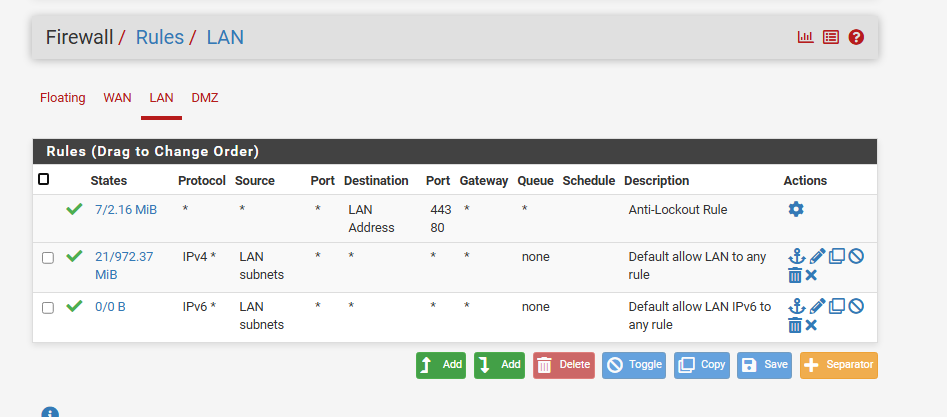 Firewall / Rules / LAN
Floating WAN LAN DMZ
Rules (Drag to Change Order)
States Protocol Source Port Destination Port Gateway Queue Schedule Description Actions
7/2.16 MiB * * * LAN 443 * * Anti-Lockout Rule
Address 80
21/972.37 IPv4 * LAN * * * * none Default allow LAN to any
MiB subnets rule
0/0 B IPv6 * LAN * * * * none Default allow LAN IPv6 to
subnets any rule
Add Add Delete Toggle Copy Save Separator